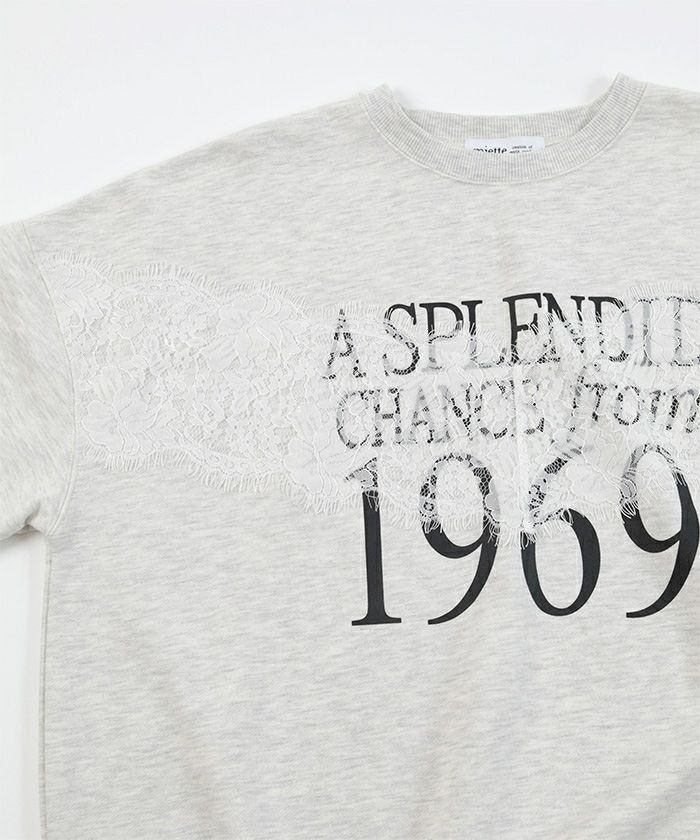 miette
A SPLENDID
CHANCE from
1969